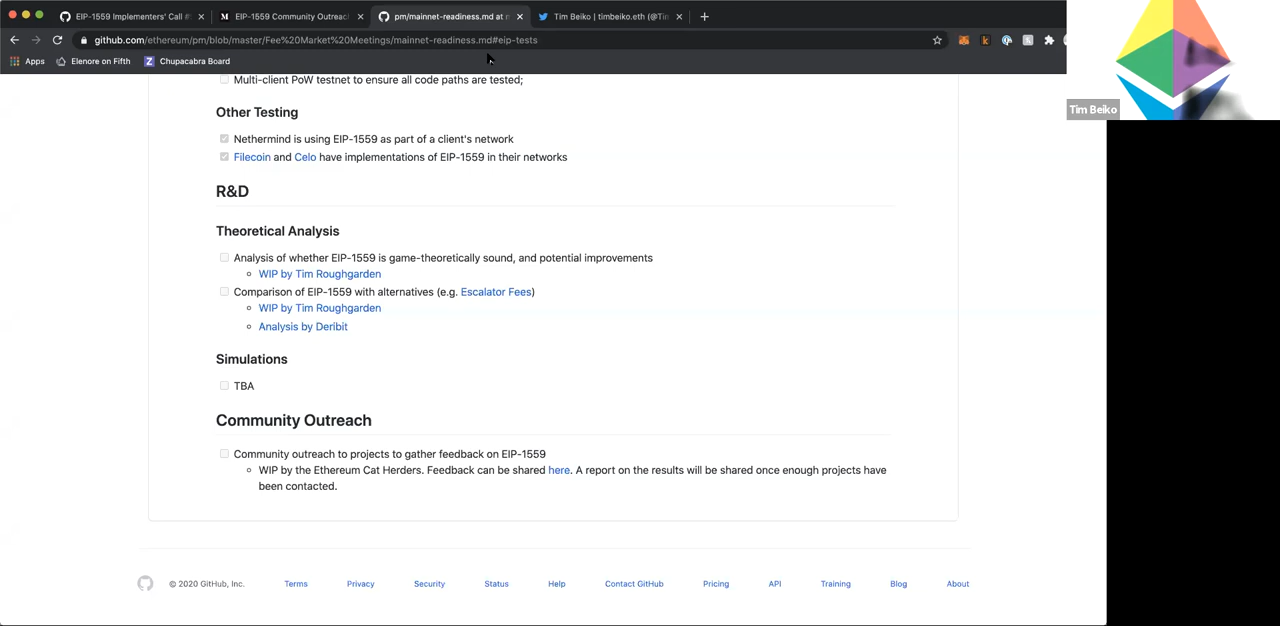 EIP-1559 Implementers' Call #
EIP-1559 Community Outreach
pm/mainnet-readiness.md at m
Tim Beiko | timbeiko.eth (@Tim
github.com/ethereum/pm/blob/master/Fee%20Market%20Meetings/mainnet-readiness.md#eip-tests
Apps
Elenore on Fifth
Chupacabra Board
Tim Beiko
Multi-client PoW testnet to ensure all code paths are tested;
Other Testing
Nethermind is using EIP-1559 as part of a client's network
Filecoin and Celo have implementations of EIP-1559 in their networks
R&D
Theoretical Analysis
Analysis of whether EIP-1559 is game-theoretically sound, and potential improvements
WIP by Tim Roughgarden
Comparison of EIP-1559 with alternatives (e.g. Escalator Fees)
WIP by Tim Roughgarden
Analysis by Deribit
Simulations
TBA
Community Outreach
Community outreach to projects to gather feedback on EIP-1559
WIP by the Ethereum Cat Herders. Feedback can be shared here. A report on the results will be shared once enough projects have
been contacted.
© 2020 GitHub, Inc.
Terms
Privacy
Security
Status
Help
Contact GitHub
Pricing
API
Training
Blog
About